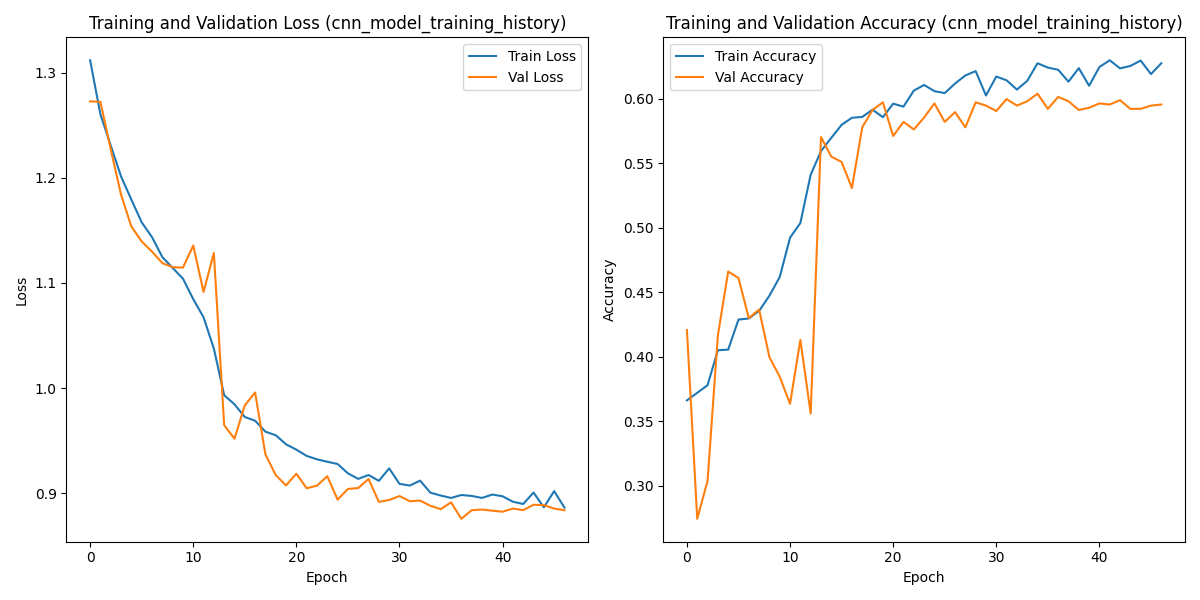 Training and Validation Loss (cnn_model_training_history)
Train Loss
Val Loss
1.3
1.2
1.1
1.0
0.9
Loss
0
10
20
30
40
Epoch
Training and Validation Accuracy (cnn_model_training_history)
Train Accuracy
Val Accuracy
0.60
0.55
0.50
0.45
0.40
0.35
0.30
Accuracy
0
10
20
30
40
Epoch